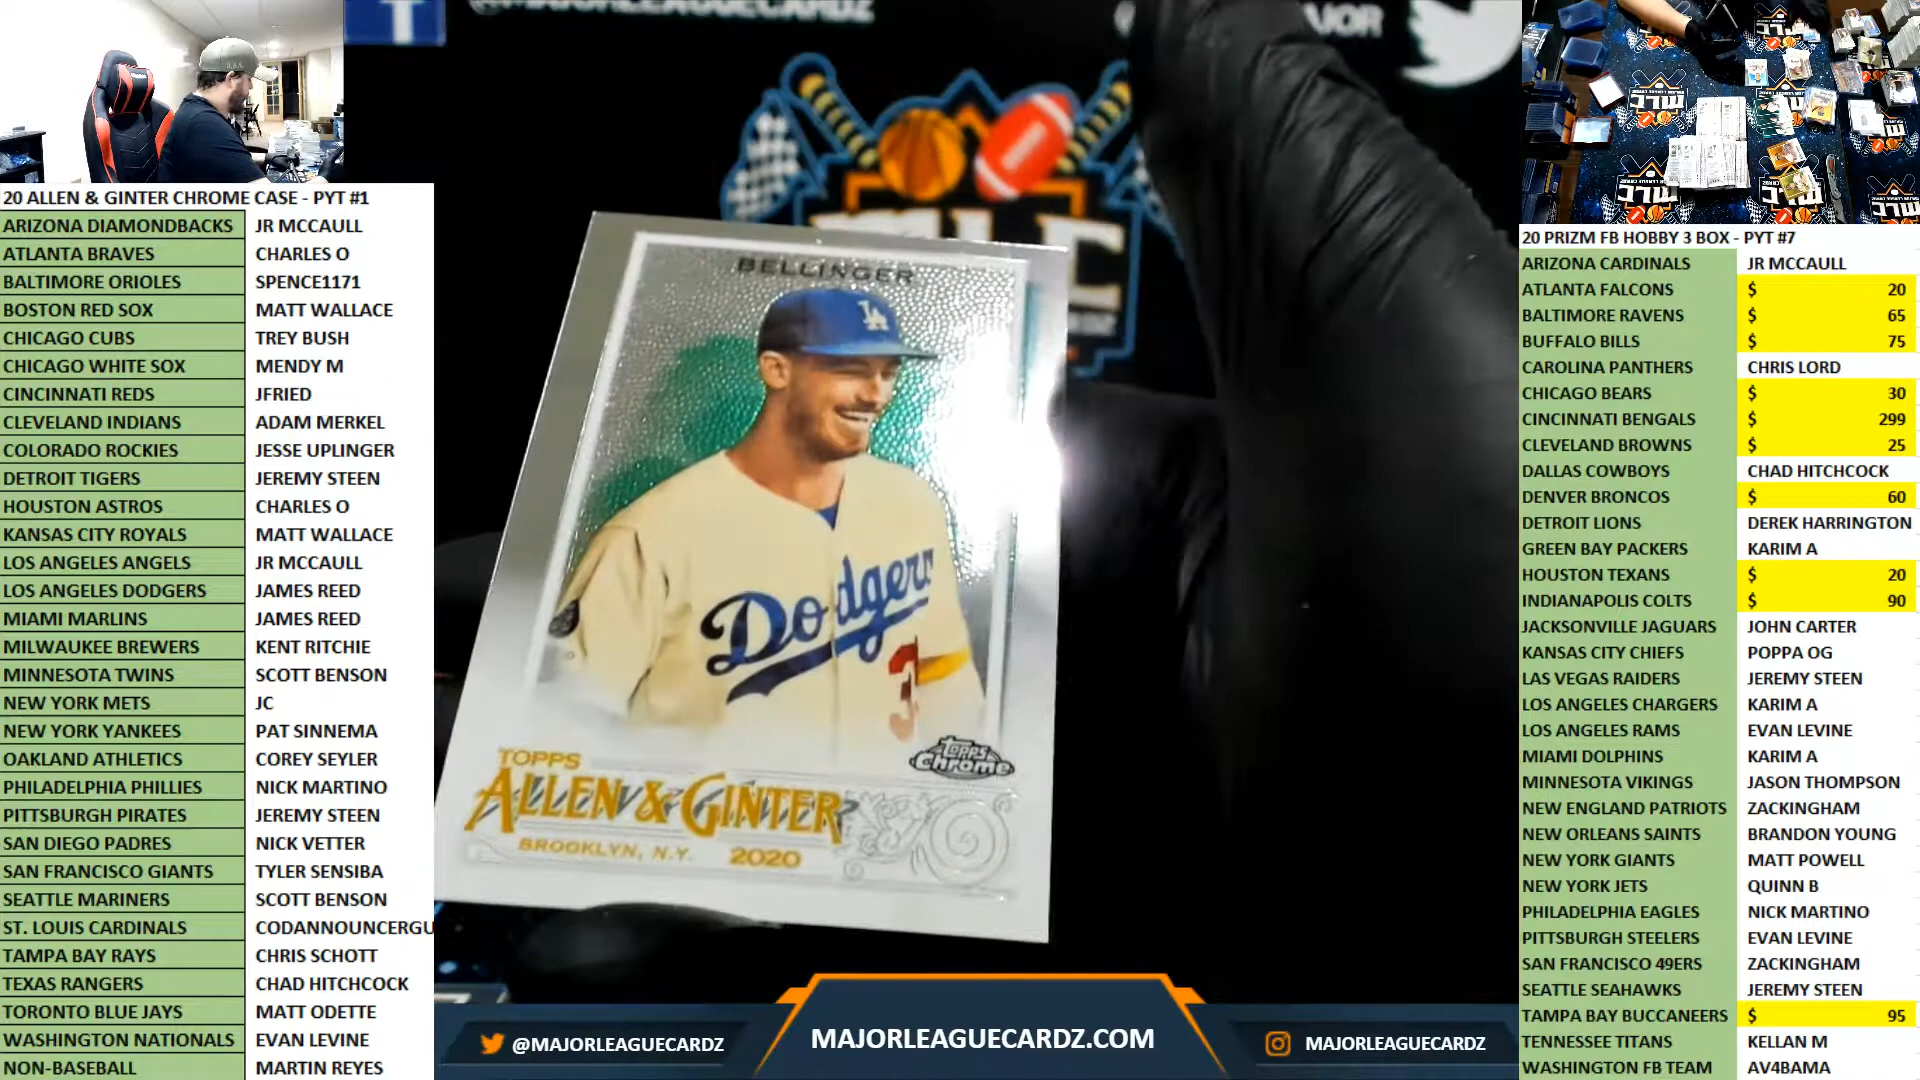 @MAJORLEAGUECARDZ
20 ALLEN & GINTER CHROME CASE - PYT #1
ARIZONA DIAMONDBACKS JR MCCAULL
ATLANTA BRAVES CHARLES O
BALTIMORE ORIOLES SPENCE1171
BOSTON RED SOX MATT WALLACE
CHICAGO CUBS TREY BUSH
CHICAGO WHITE SOX MENDY M
CINCINNATI REDS JFRIED
CLEVELAND INDIANS ADAM MERKEL
COLORADO ROCKIES JESSE UPLINGER
DETROIT TIGERS JEREMY STEEN
HOUSTON ASTROS CHARLES O
KANSAS CITY ROYALS MATT WALLACE
LOS ANGELES ANGELS JR MCCAULL
LOS ANGELES DODGERS JAMES REED
MIAMI MARLINS JAMES REED
MILWAUKEE BREWERS KENT RITCHIE
MINNESOTA TWINS SCOTT BENSON
NEW YORK METS JC
NEW YORK YANKEES PAT SINNEMA
OAKLAND ATHLETICS COREY SEYLER
PHILADELPHIA PHILLIES NICK MARTINO
PITTSBURGH PIRATES JEREMY STEEN
SAN DIEGO PADRES NICK VETTER
SAN FRANCISCO GIANTS TYLER SENSIBA
SEATTLE MARINERS SCOTT BENSON
ST. LOUIS CARDINALS CODANNOUNCERGU
TAMPA BAY RAYS CHRIS SCHOTT
TEXAS RANGERS CHAD HITCHCOCK
TORONTO BLUE JAYS MATT ODETTE
WASHINGTON NATIONALS EVAN LEVINE
NON-BASEBALL MARTIN REYES
BELLINGER
LA
Dodgers
3
Topps
Chrome
TOPPS
ALLEN & GINTER
BROOKLYN, N.Y. 2020
@MAJORLEAGUECARDZ
MAJORLEAGUECARDZ.COM
MAJORLEAGUECARDZ
20 PRIZM FB HOBBY 3 BOX - PYT #7
ARIZONA CARDINALS JR MCCAULL
ATLANTA FALCONS $ 20
BALTIMORE RAVENS $ 65
BUFFALO BILLS $ 75
CAROLINA PANTHERS CHRIS LORD
CHICAGO BEARS $ 30
CINCINNATI BENGALS $ 299
CLEVELAND BROWNS $ 25
DALLAS COWBOYS CHAD HITCHCOCK
DENVER BRONCOS $ 60
DETROIT LIONS DEREK HARRINGTON
GREEN BAY PACKERS KARIM A
HOUSTON TEXANS $ 20
INDIANAPOLIS COLTS $ 90
JACKSONVILLE JAGUARS JOHN CARTER
KANSAS CITY CHIEFS POPPA OG
LAS VEGAS RAIDERS JEREMY STEEN
LOS ANGELES CHARGERS KARIM A
LOS ANGELES RAMS EVAN LEVINE
MIAMI DOLPHINS KARIM A
MINNESOTA VIKINGS JASON THOMPSON
NEW ENGLAND PATRIOTS ZACKINGHAM
NEW ORLEANS SAINTS BRANDON YOUNG
NEW YORK GIANTS MATT POWELL
NEW YORK JETS QUINN B
PHILADELPHIA EAGLES NICK MARTINO
PITTSBURGH STEELERS EVAN LEVINE
SAN FRANCISCO 49ERS ZACKINGHAM
SEATTLE SEAHAWKS JEREMY STEEN
TAMPA BAY BUCCANEERS $ 95
TENNESSEE TITANS KELLAN M
WASHINGTON FB TEAM AV4BAMA